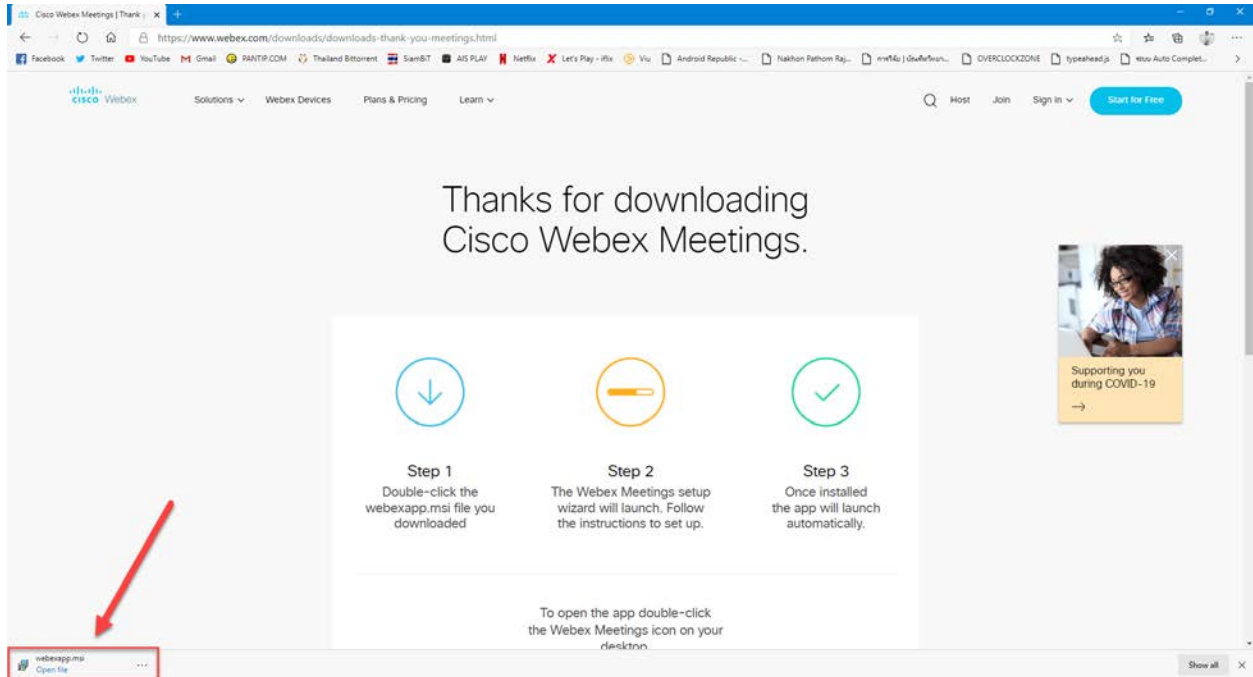 Cisco Webex Meetings | Thank y
https://www.webex.com/downloads/downloads-thank-you-meetings.html
Facebook Twitter YouTube Gmail PANTIP.COM Thailand Bittorrent SiamBiT AIS PLAY Netflix Let's Play - iflix Viu Android Republic -... Nakhon Pathom Raj... OVERCLOCKZONE typeahead.js ระบบ Auto Complet...
CISCO Webex Solutions Webex Devices Plans & Pricing Learn Host Join Sign in Start for Free
Thanks for downloading
Cisco Webex Meetings.
Supporting you
during COVID-19
Step 1
Double-click the
webexapp.msi file you
downloaded
Step 2
The Webex Meetings setup
wizard will launch. Follow
the instructions to set up.
Step 3
Once installed
the app will launch
automatically.
To open the app double-click
the Webex Meetings icon on your
desktop
webexapp.msi
Open file
Show all